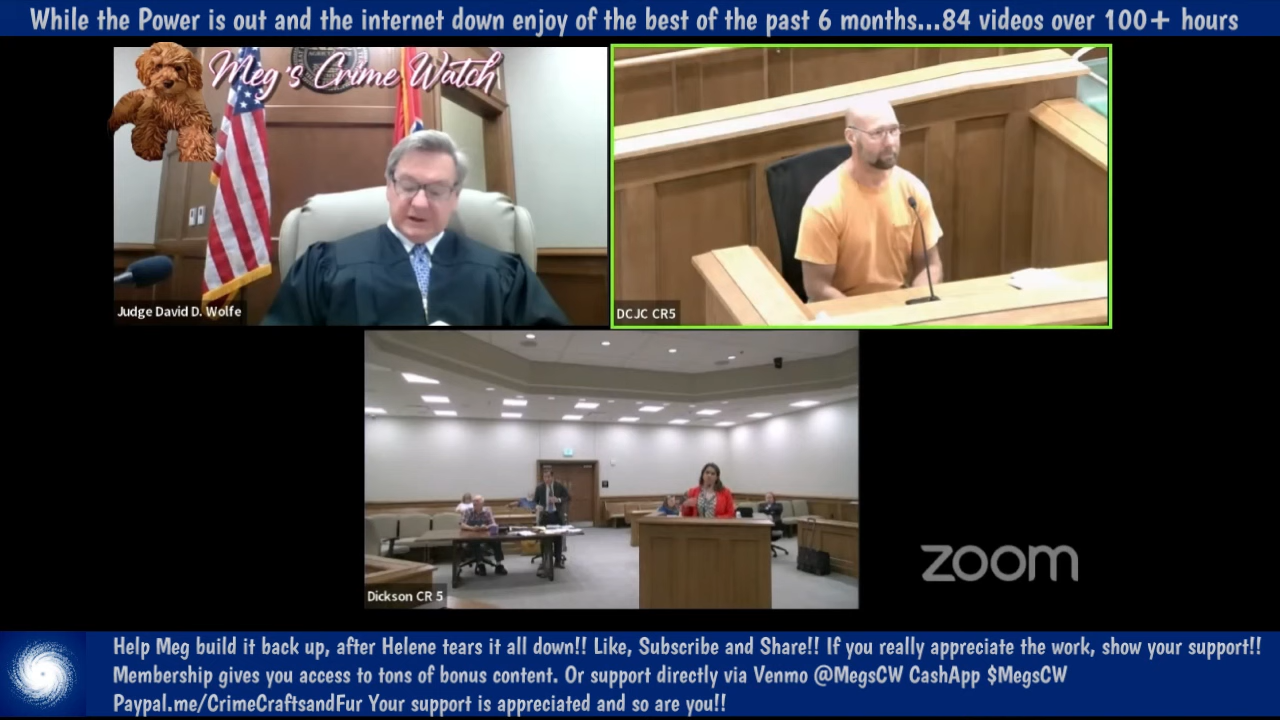 While the Power is out and the internet down enjoy of the best of the past 6 months...84 videos over 100+ hours
Meg's Crime Watch
Judge David D. Wolfe
DCJC CR5
Dickson CR 5
zoom
Help Meg build it back up, after Helene tears it all down!! Like, Subscribe and Share!! If you really appreciate the work, show your support!!
Membership gives you access to tons of bonus content. Or support directly via Venmo @MegsCW CashApp $MegsCW
Paypal.me/CrimeCraftsandFur Your support is appreciated and so are you!!